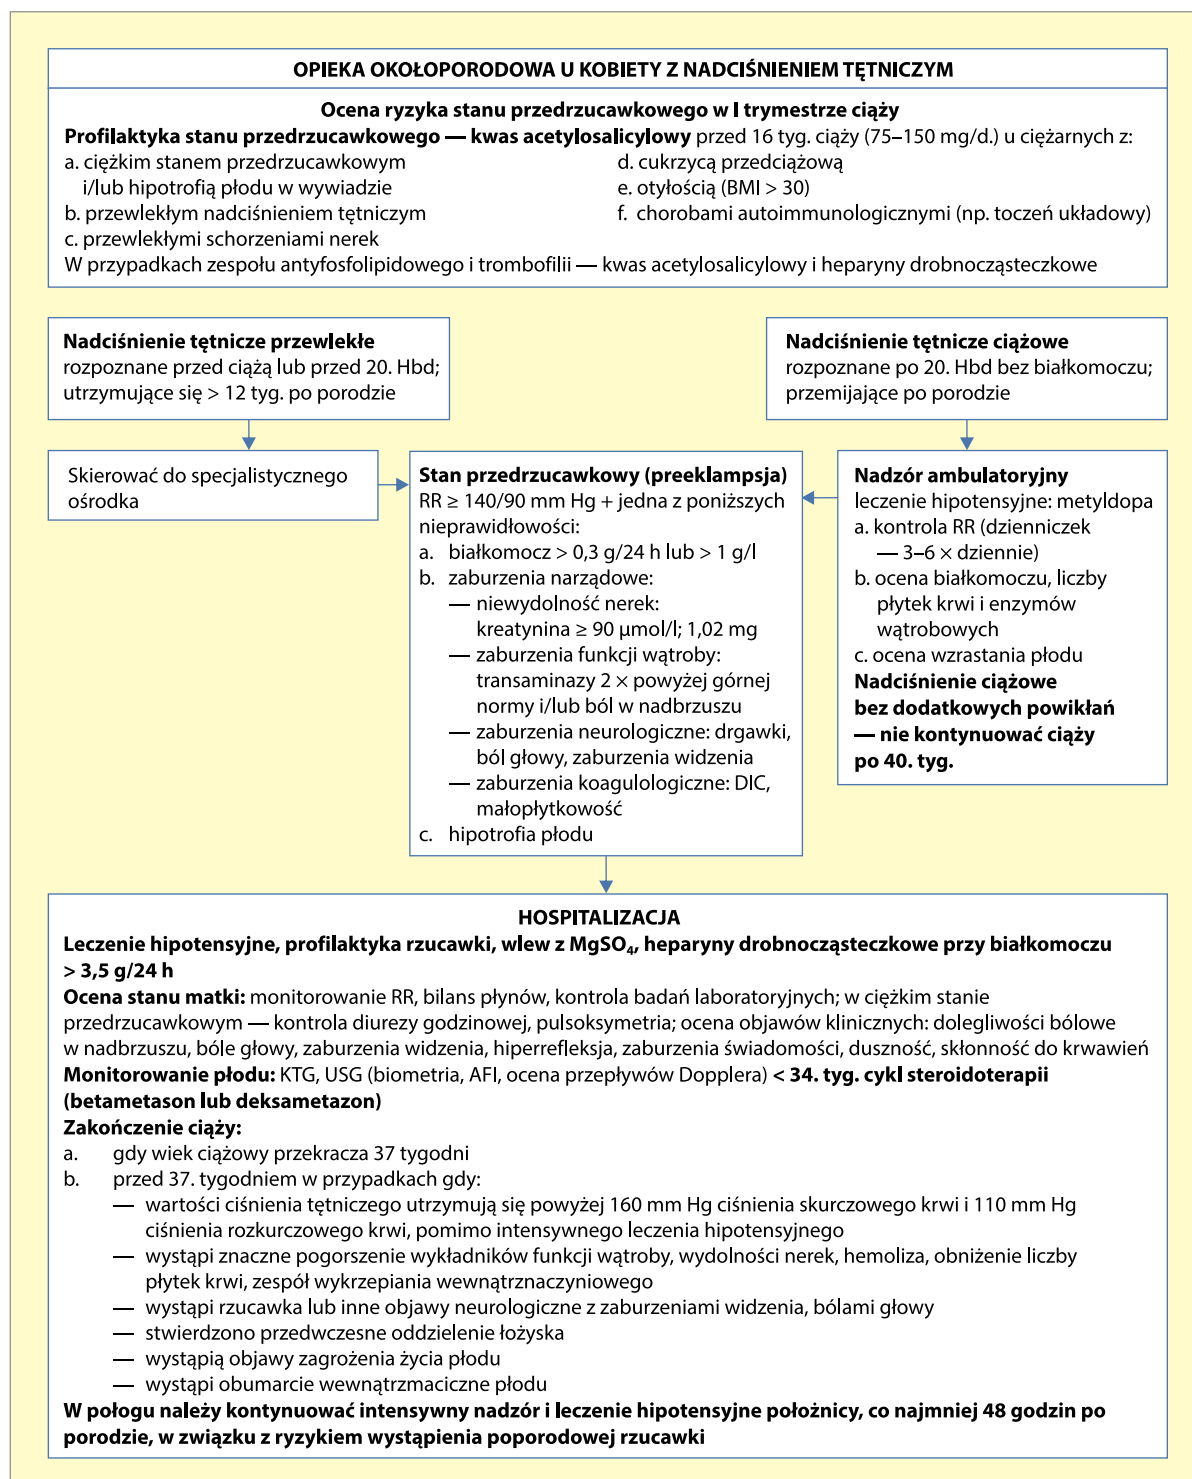 OPIEKA OKOŁOPORODOWA U KOBIETY Z NADCIŚNIENIEM TĘTNICZYM
Ocena ryzyka stanu przedrzucawkowego w I trymestrze ciąży
Profilaktyka stanu przedrzucawkowego — kwas acetylosalicylowy przed 16 tyg. ciąży (75–150 mg/d.) u ciężarnych z:
a. ciężkim stanem przedrzucawkowym
i/lub hipotrofią płodu w wywiadzie
b. przewlekłym nadciśnieniem tętniczym
c. przewlekłymi schorzeniami nerek
d. cukrzycą przedciążową
e. otyłością (BMI > 30)
f. chorobami autoimmunologicznymi (np. toczeń układowy)
W przypadkach zespołu antyfosfolipidowego i trombofilii — kwas acetylosalicylowy i heparyny drobnocząsteczkowe
Nadciśnienie tętnicze przewlekłe
rozpoznane przed ciążą lub przed 20. Hbd;
utrzymujące się > 12 tyg. po porodzie
Nadciśnienie tętnicze ciążowe
rozpoznane po 20. Hbd bez białkomoczu;
przemijające po porodzie
Skierować do specjalistycznego
ośrodka
Stan przedrzucawkowy (preeklampsja)
RR ≥ 140/90 mm Hg + jedna z poniższych
nieprawidłowości:
a. białkomocz > 0,3 g/24 h lub > 1 g/l
b. zaburzenia narządowe:
— niewydolność nerek:
kreatynina ≥ 90 μmol/l; 1,02 mg
— zaburzenia funkcji wątroby:
transaminazy 2 × powyżej górnej
normy i/lub ból w nadbrzuszu
— zaburzenia neurologiczne: drgawki,
ból głowy, zaburzenia widzenia
— zaburzenia koagulologiczne: DIC,
małopłytkowość
c. hipotrofia płodu
Nadzór ambulatoryjny
leczenie hipotensyjne: metyldopa
a. kontrola RR (dzienniczek
— 3–6 × dziennie)
b. ocena białkomoczu, liczby
płytek krwi i enzymów
wątrobowych
c. ocena wzrastania płodu
Nadciśnienie ciążowe
bez dodatkowych powikłań
— nie kontynuować ciąży
po 40. tyg.
HOSPITALIZACJA
Leczenie hipotensyjne, profilaktyka rzucawki, wlew z MgSO₄, heparyny drobnocząsteczkowe przy białkomoczu
> 3,5 g/24 h
Ocena stanu matki: monitorowanie RR, bilans płynów, kontrola badań laboratoryjnych; w ciężkim stanie
przedrzucawkowym — kontrola diurezy godzinowej, pulsoksymetria; ocena objawów klinicznych: dolegliwości bólowe
w nadbrzuszu, bóle głowy, zaburzenia widzenia, hiperrefleksja, zaburzenia świadomości, duszność, skłonność do krwawień
Monitorowanie płodu: KTG, USG (biometria, AFI, ocena przepływów Dopplera) < 34. tyg. cykl steroidoterapii
(betametason lub deksametazon)
Zakończenie ciąży:
a. gdy wiek ciążowy przekracza 37 tygodni
b. przed 37. tygodniem w przypadkach gdy:
— wartości ciśnienia tętniczego utrzymują się powyżej 160 mm Hg ciśnienia skurczowego krwi i 110 mm Hg
ciśnienia rozkurczowego krwi, pomimo intensywnego leczenia hipotensyjnego
— wystąpi znaczne pogorszenie wykładników funkcji wątroby, wydolności nerek, hemoliza, obniżenie liczby
płytek krwi, zespół wykrzepiania wewnątrznaczyniowego
— wystąpi rzucawka lub inne objawy neurologiczne z zaburzeniami widzenia, bólami głowy
— stwierdzono przedwczesne oddzielenie łożyska
— wystąpią objawy zagrożenia życia płodu
— wystąpi obumarcie wewnątrzmaciczne płodu
W połogu należy kontynuować intensywny nadzór i leczenie hipotensyjne położnicy, co najmniej 48 godzin po
porodzie, w związku z ryzykiem wystąpienia poporodowej rzucawki